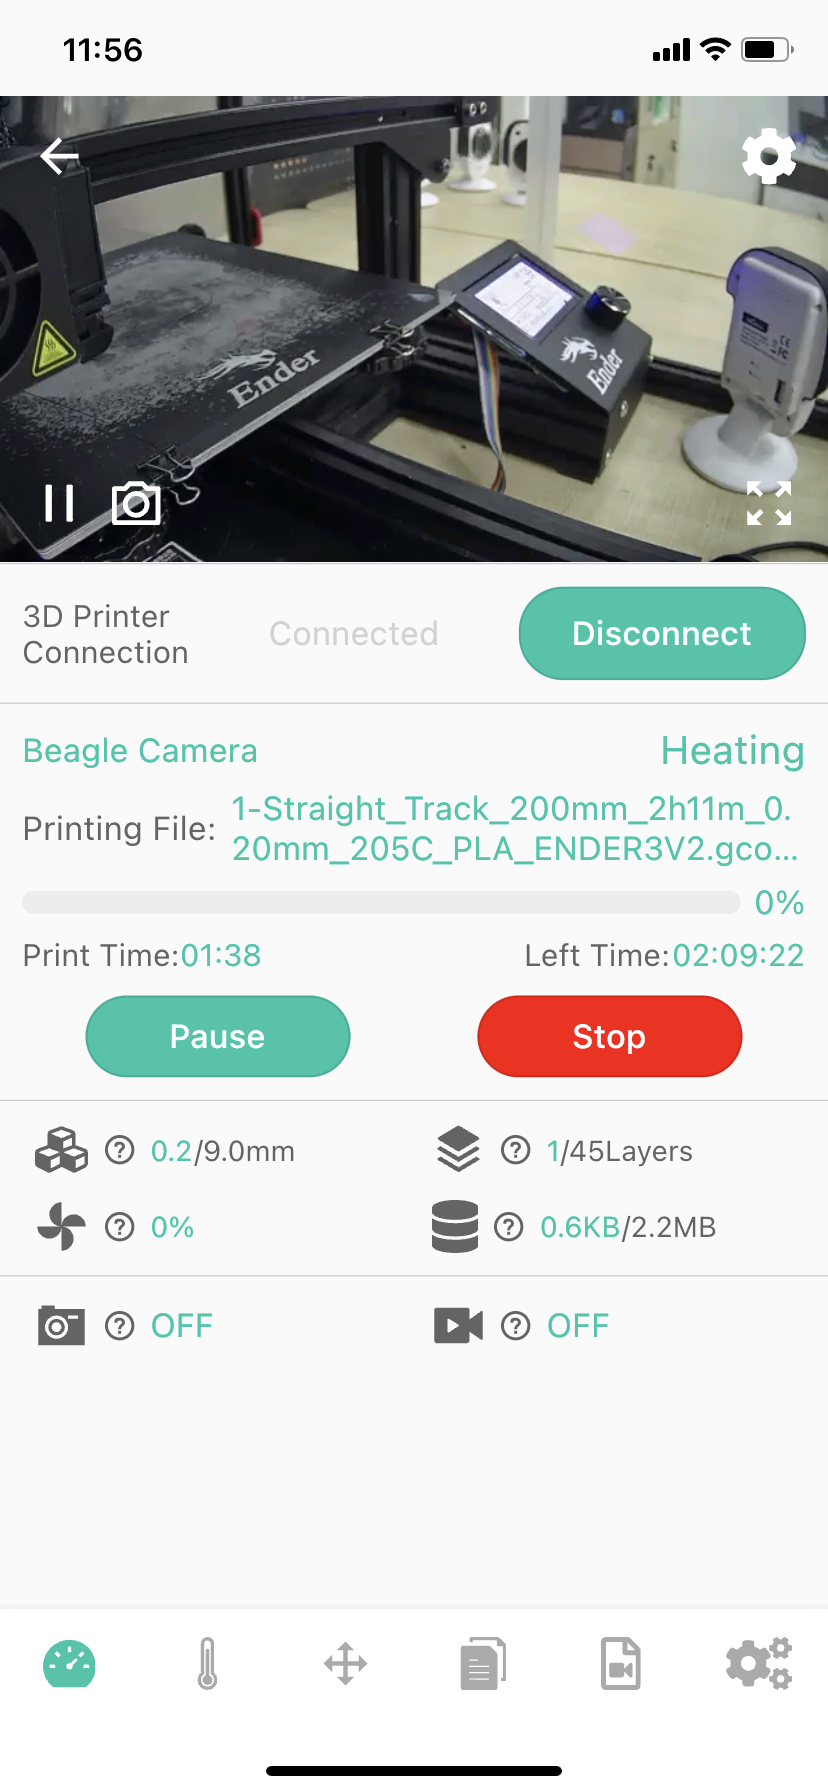 11:56
Ender
Ender
3D Printer
Connection
Connected
Disconnect
Beagle Camera
Heating
Printing File:
1-Straight_Track_200mm_2h11m_0.
20mm_205C_PLA_ENDER3V2.gco...
0%
Print Time:01:38
Left Time:02:09:22
Pause
Stop
0.2/9.0mm
1/45Layers
0%
0.6KB/2.2MB
OFF
OFF